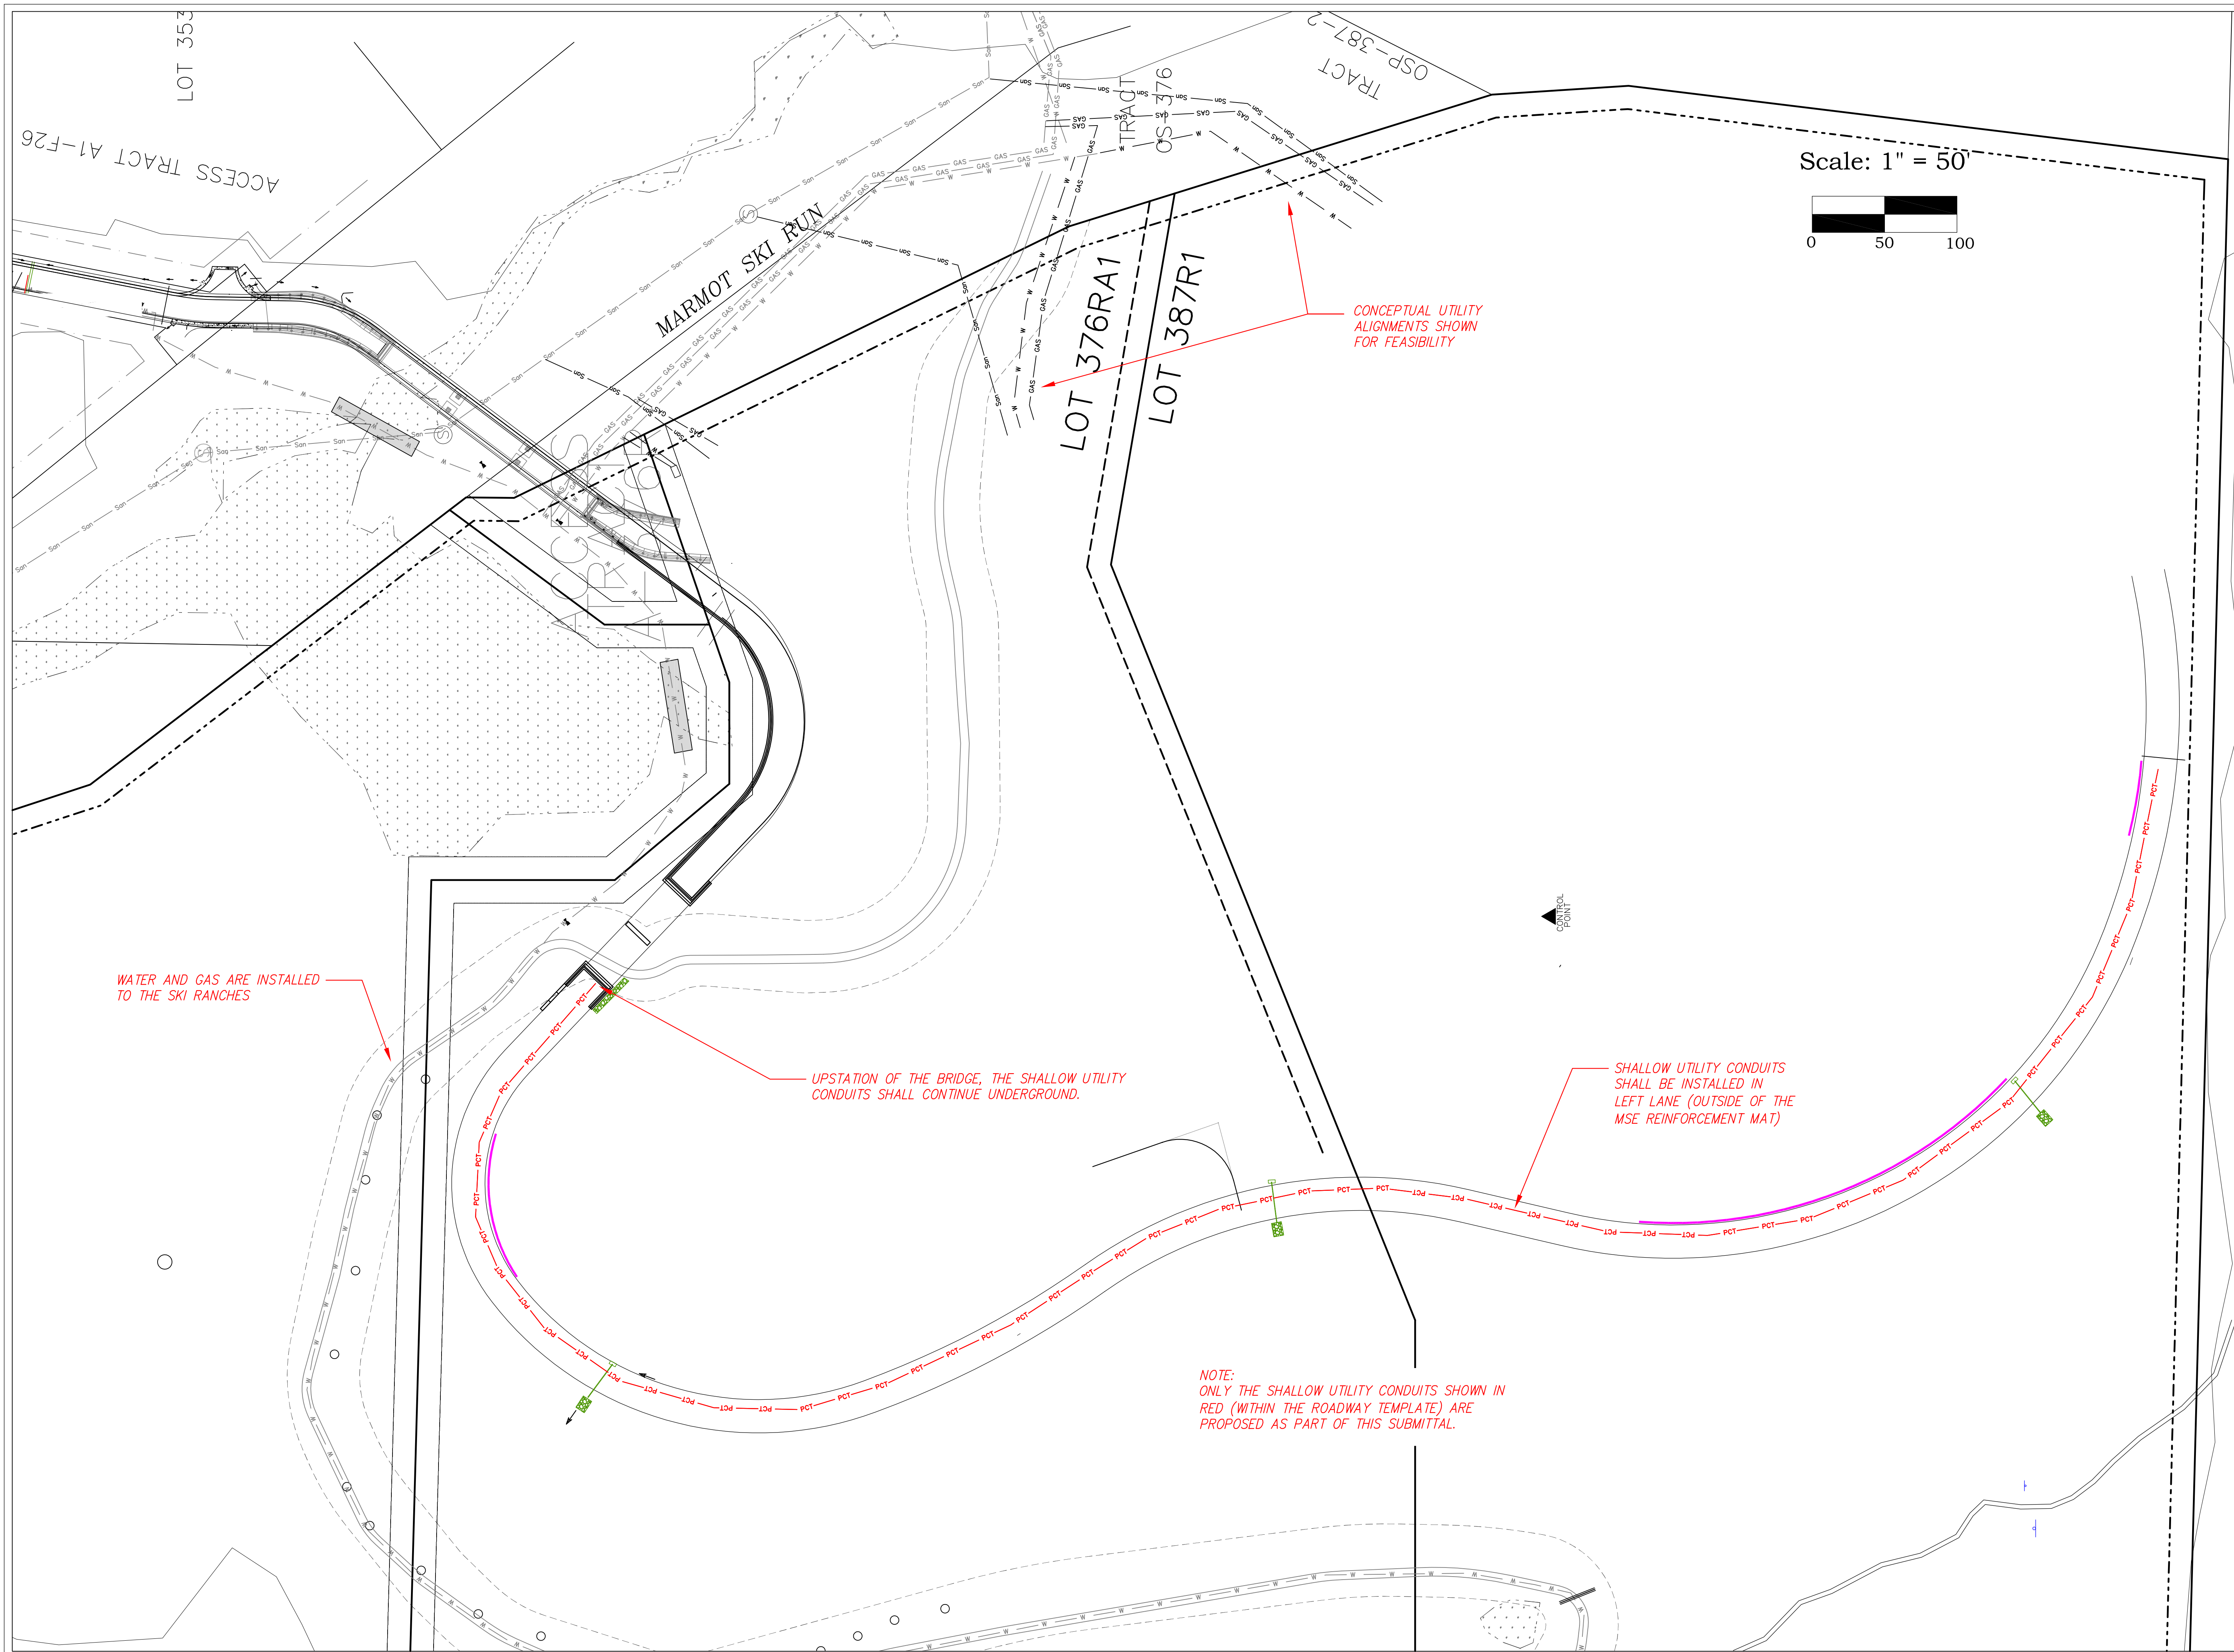 LOT 353
ACCESS TRACT A1-F26
TRACT
OSP-387-2
TRACT
OS-376
Scale: 1" = 50'
0 50 100
MARMOT SKI RUN
LOT 376RA1
LOT 387R1
CONCEPTUAL UTILITY
ALIGNMENTS SHOWN
FOR FEASIBILITY
ACCESS
CONTROL
POINT
WATER AND GAS ARE INSTALLED
TO THE SKI RANCHES
UPSTATION OF THE BRIDGE, THE SHALLOW UTILITY
CONDUITS SHALL CONTINUE UNDERGROUND.
SHALLOW UTILITY CONDUITS
SHALL BE INSTALLED IN
LEFT LANE (OUTSIDE OF THE
MSE REINFORCEMENT MAT)
NOTE:
ONLY THE SHALLOW UTILITY CONDUITS SHOWN IN
RED (WITHIN THE ROADWAY TEMPLATE) ARE
PROPOSED AS PART OF THIS SUBMITTAL.
San
GAS
W
S
PCT